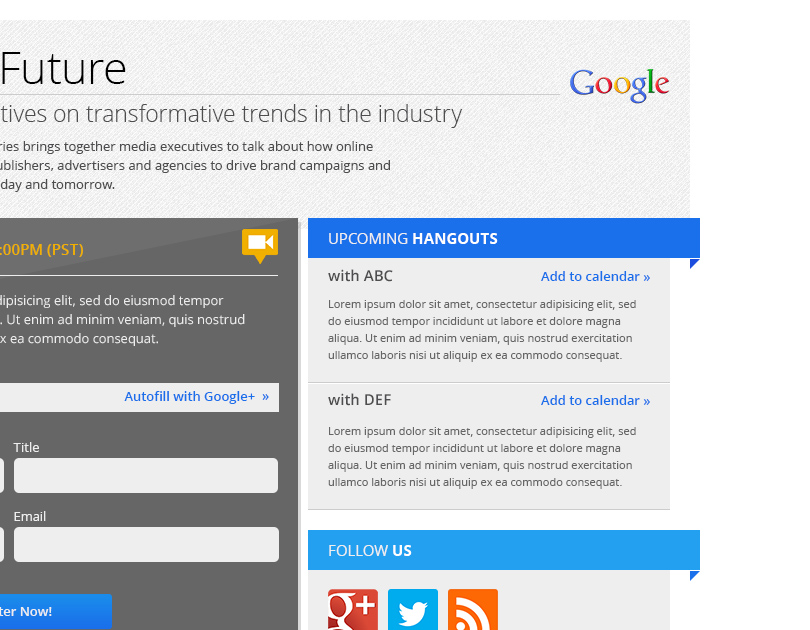 Future
Google
tives on transformative trends in the industry
ries brings together media executives to talk about how online
ublishers, advertisers and agencies to drive brand campaigns and
day and tomorrow.
:00PM (PST)
dipisicing elit, sed do eiusmod tempor
. Ut enim ad minim veniam, quis nostrud
x ea commodo consequat.
Autofill with Google+ »
Title
Email
ter Now!
UPCOMING HANGOUTS
with ABC Add to calendar »
Lorem ipsum dolor sit amet, consectetur adipisicing elit, sed
do eiusmod tempor incididunt ut labore et dolore magna
aliqua. Ut enim ad minim veniam, quis nostrud exercitation
ullamco laboris nisi ut aliquip ex ea commodo consequat.
with DEF Add to calendar »
Lorem ipsum dolor sit amet, consectetur adipisicing elit, sed
do eiusmod tempor incididunt ut labore et dolore magna
aliqua. Ut enim ad minim veniam, quis nostrud exercitation
ullamco laboris nisi ut aliquip ex ea commodo consequat.
FOLLOW US
g+